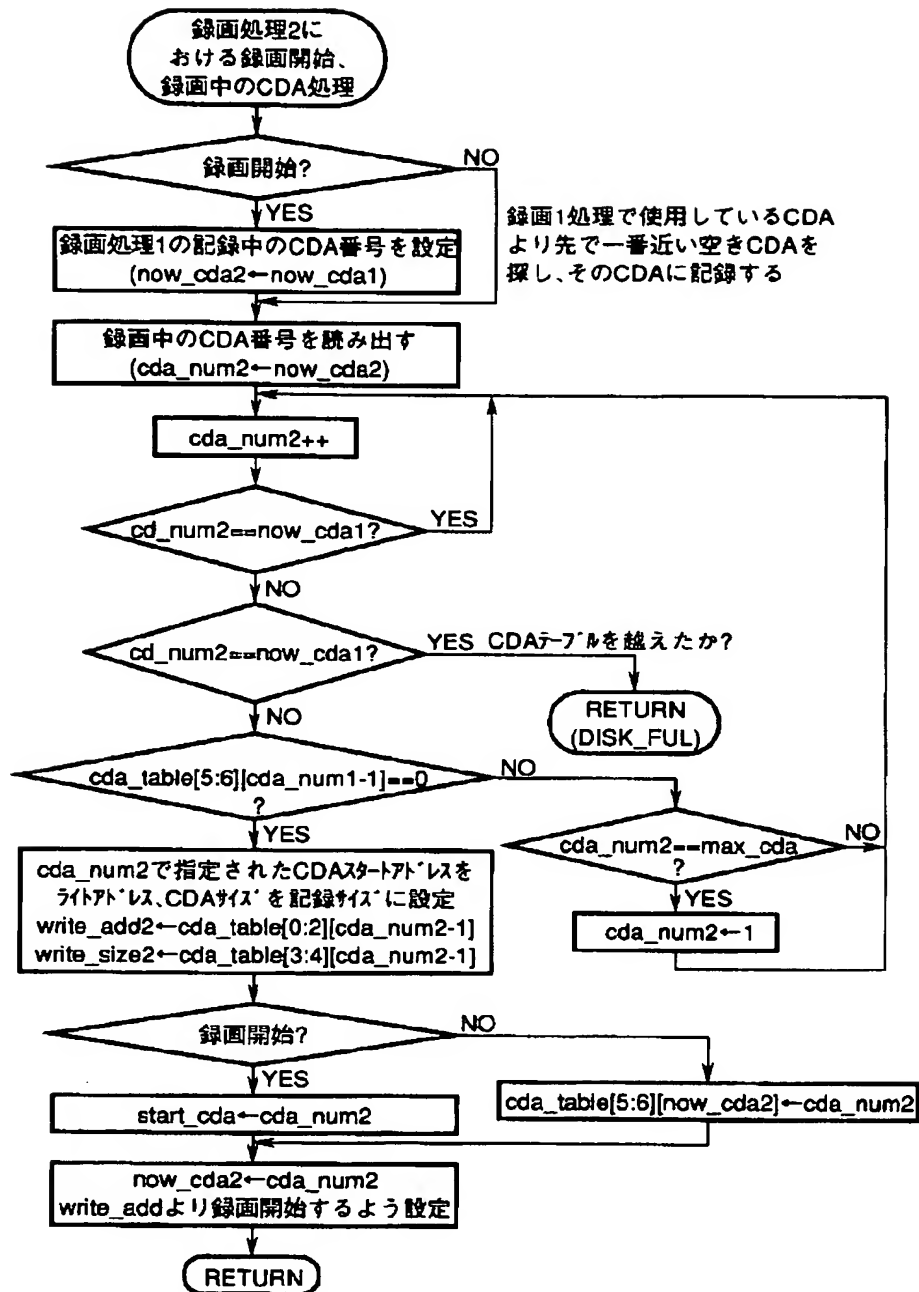 録画処理2に
おける録画開始、
録画中のCDA処理
録画開始?
NO
YES
録画1処理で使用しているCDA
より先で一番近い空きCDAを
探し、そのCDAに記録する
録画処理1の記録中のCDA番号を設定
(now_cda2←now_cda1)
録画中のCDA番号を読み出す
(cda_num2←now_cda2)
cda_num2++
cd_num2==now_cda1?
YES
NO
cd_num2==now_cda1?
YES CDAテーブルを越えたか?
NO
RETURN
(DISK_FUL)
cda_table[5:6][cda_num1-1]==0
?
NO
YES
cda_num2==max_cda
?
NO
YES
cda_num2で指定されたCDAスタートアドレスを
ライトアドレス、CDAサイズを記録サイズに設定
write_add2←cda_table[0:2][cda_num2-1]
write_size2←cda_table[3:4][cda_num2-1]
cda_num2←1
録画開始?
NO
YES
start_cda←cda_num2
cda_table[5:6][now_cda2]←cda_num2
now_cda2←cda_num2
write_addより録画開始するよう設定
RETURN